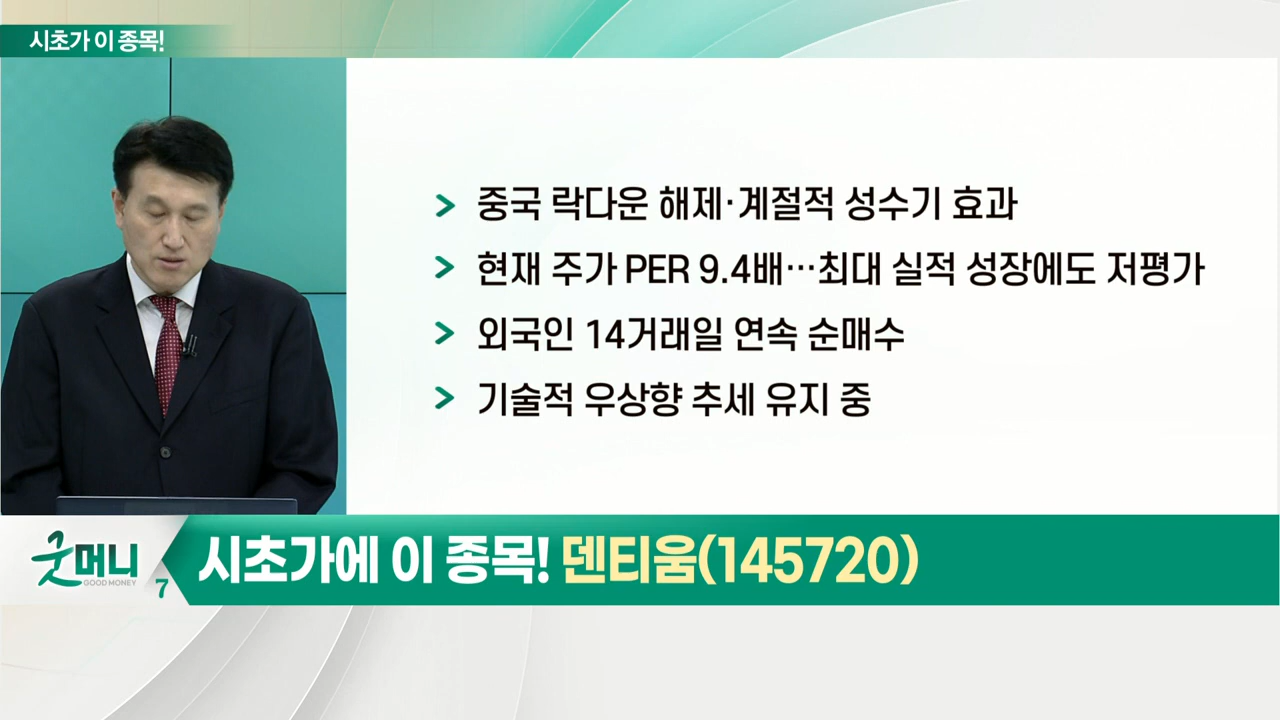 시초가 이 종목!
> 중국 락다운 해제·계절적 성수기 효과
> 현재 주가 PER 9.4배…최대 실적 성장에도 저평가
> 외국인 14거래일 연속 순매수
> 기술적 우상향 추세 유지 중
굿머니
GOOD MONEY
7
시초가에 이 종목! 덴티움(145720)